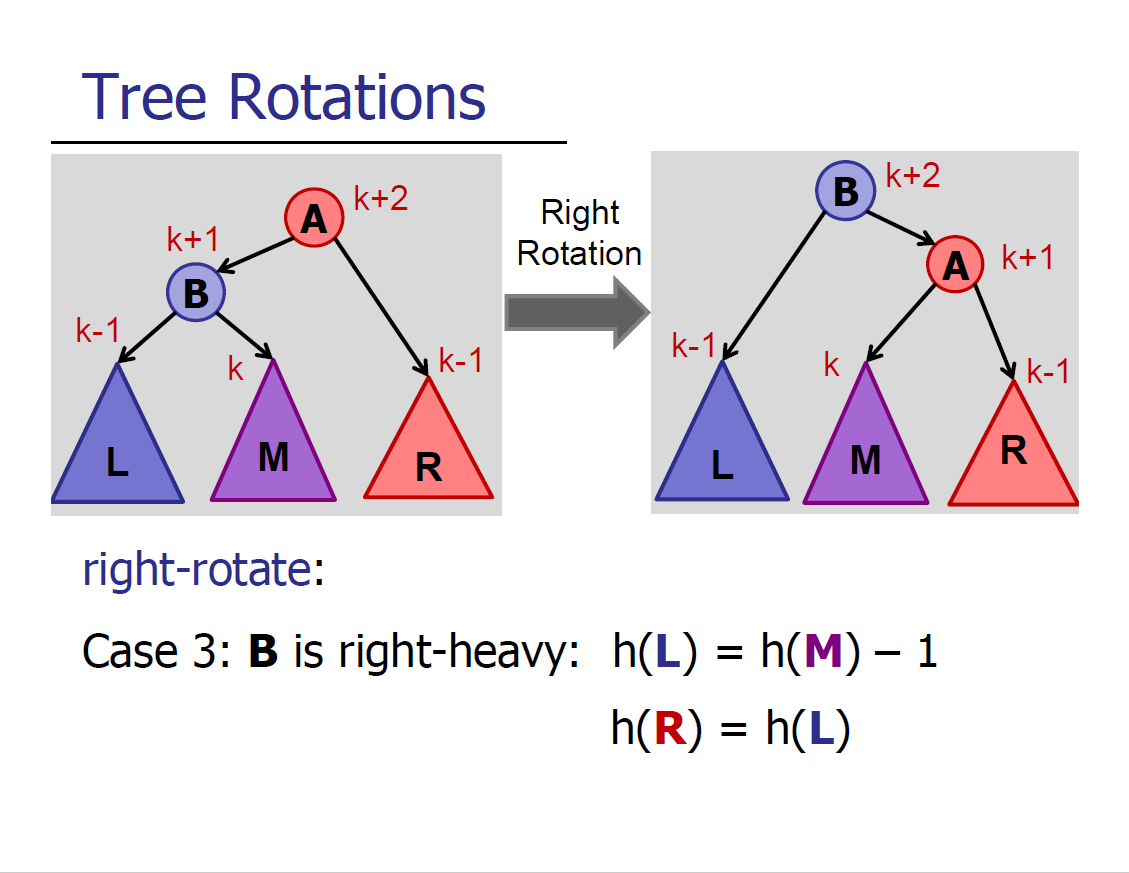 Tree Rotations
A
k+2
k+1
B
k-1
k
k-1
L
M
R
Right
Rotation
B
k+2
A
k+1
k-1
k
k-1
L
M
R
right-rotate:
Case 3: B is right-heavy: h(L) = h(M) – 1
h(R) = h(L)